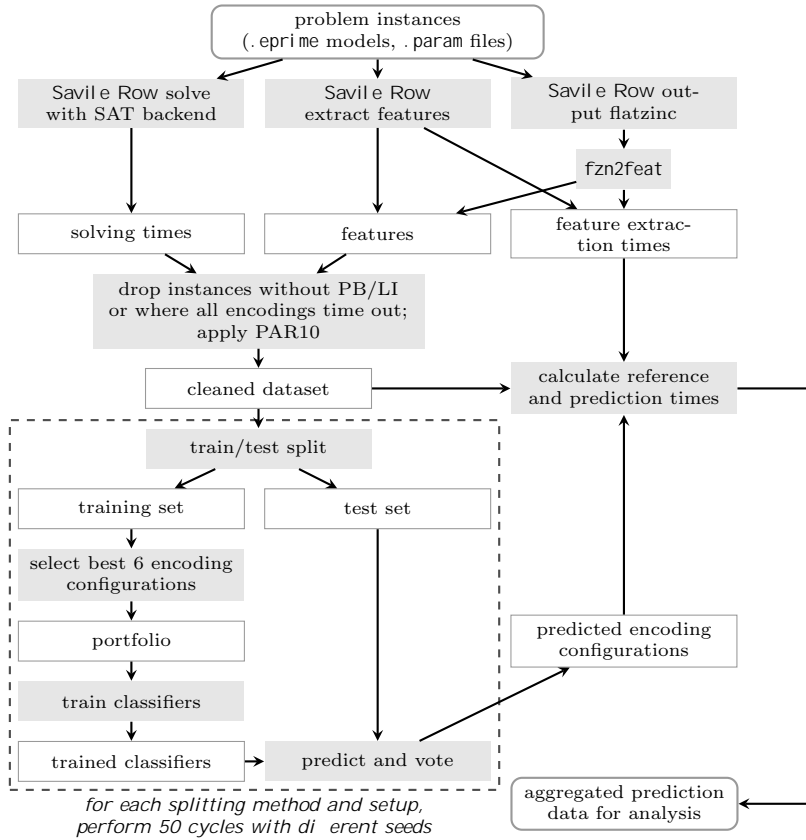 problem instances
(.eprime models, .param files)
Savile Row solve
with SAT backend
Savile Row
extract features
Savile Row out-
put flatzinc
fzn2feat
solving times
features
feature extrac-
tion times
drop instances without PB/LI
or where all encodings time out;
apply PAR10
cleaned dataset
calculate reference
and prediction times
train/test split
training set
test set
select best 6 encoding
configurations
portfolio
predicted encoding
configurations
train classifiers
trained classifiers
predict and vote
for each splitting method and setup,
perform 50 cycles with di erent seeds
aggregated prediction
data for analysis